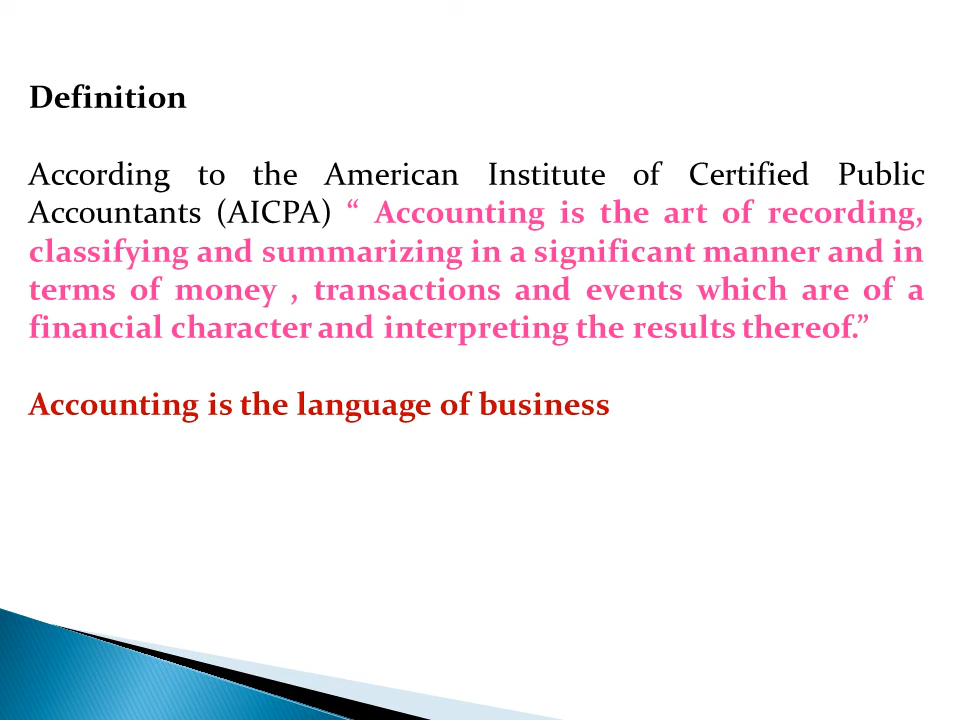 Definition
According to the American Institute of Certified Public
Accountants (AICPA) “ Accounting is the art of recording,
classifying and summarizing in a significant manner and in
terms of money , transactions and events which are of a
financial character and interpreting the results thereof.”
Accounting is the language of business